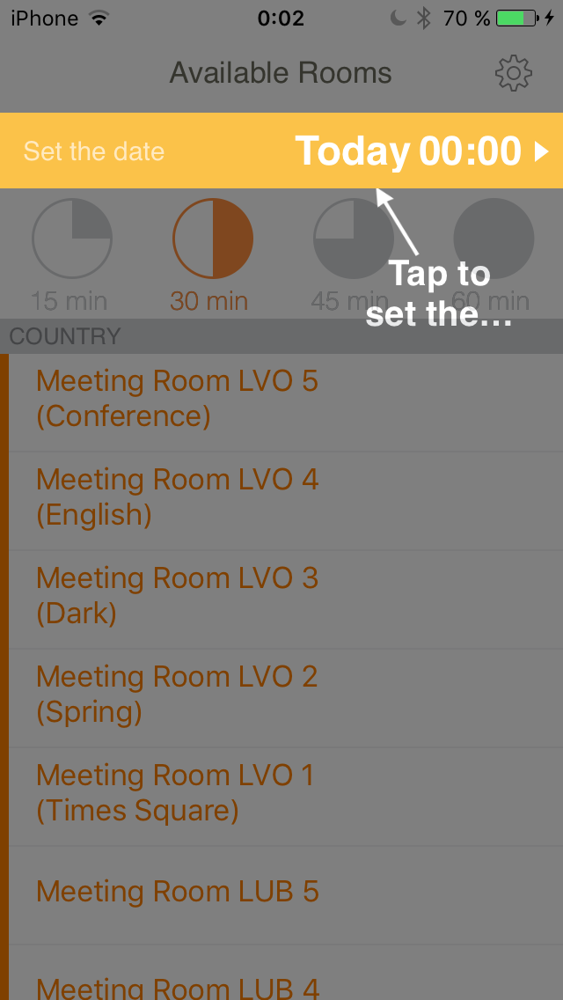 iPhone 0:02 70 %
Available Rooms
Set the date Today 00:00
15 min 30 min 45 min 60 min
Tap to
set the...
COUNTRY
Meeting Room LVO 5
(Conference)
Meeting Room LVO 4
(English)
Meeting Room LVO 3
(Dark)
Meeting Room LVO 2
(Spring)
Meeting Room LVO 1
(Times Square)
Meeting Room LUB 5
Meeting Room LUB 4